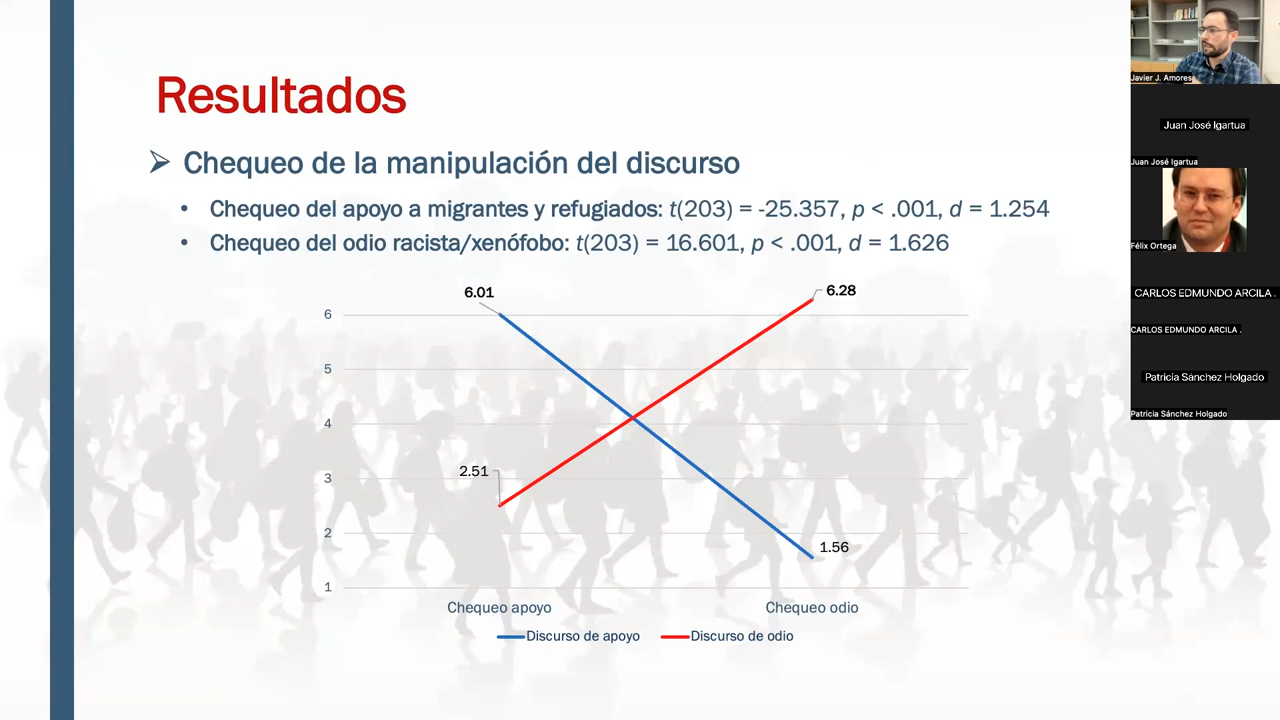 Resultados
Chequeo de la manipulación del discurso
• Chequeo del apoyo a migrantes y refugiados: t(203) = -25.357, p < .001, d = 1.254
• Chequeo del odio racista/xenófobo: t(203) = 16.601, p < .001, d = 1.626
6.01
6.28
6
5
4
2.51
3
2
1.56
1
Chequeo apoyo
Chequeo odio
Discurso de apoyo
Discurso de odio
Javier J. Amores
Juan José Igartua
Juan José Igartua
Félix Ortega
CARLOS EDMUNDO ARCILA .
CARLOS EDMUNDO ARCILA .
Patricia Sánchez Holgado
Patricia Sánchez Holgado